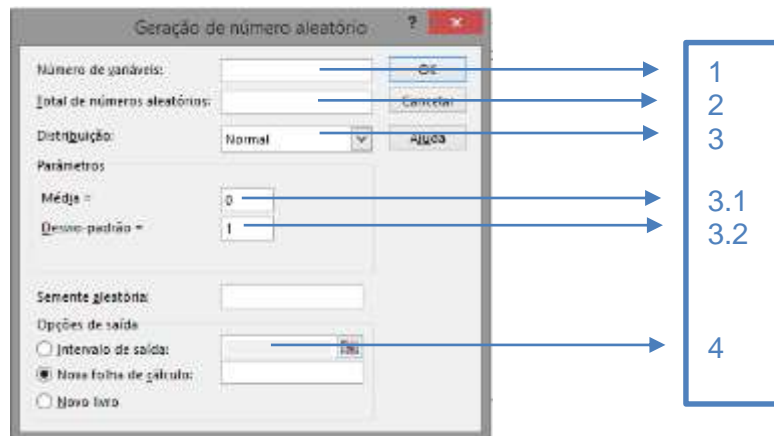 Geração de número aleatório ?
Número de variáveis: OK 1
Total de números aleatórios: Cancelar 2
Distribuição: Normal Ajuda 3
Parâmetros
Média = 0 3.1
Desvio-padrão = 1 3.2
Semente aleatória:
Opções de saída
Intervalo de saída: 4
Nova folha de cálculo:
Novo livro